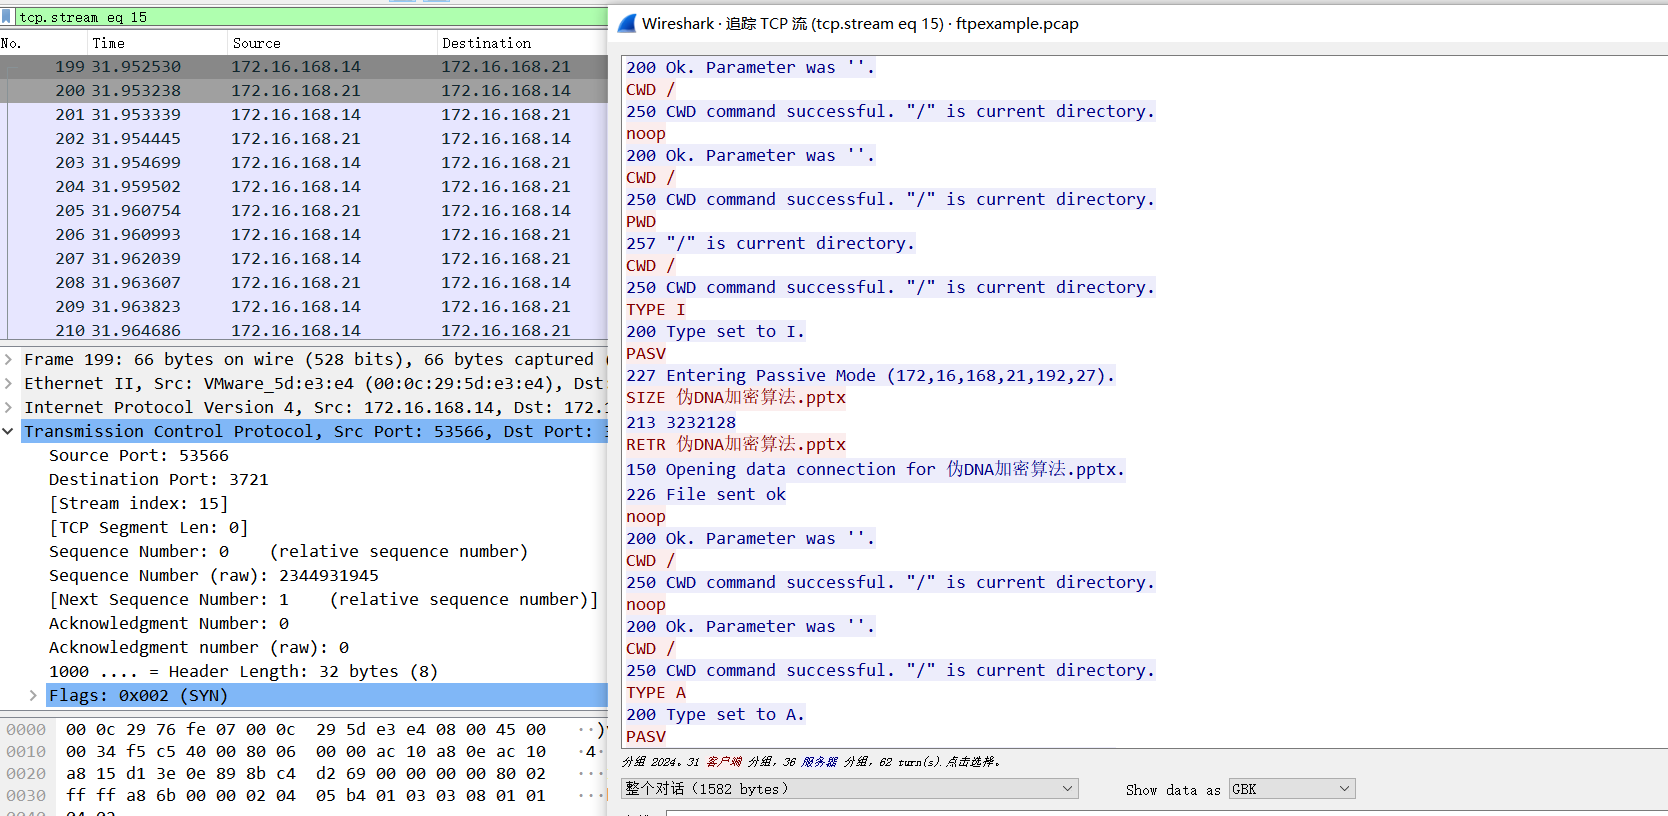 tcp.stream eq 15
No. Time Source Destination
199 31.952530 172.16.168.14 172.16.168.21
200 31.953238 172.16.168.21 172.16.168.14
201 31.953339 172.16.168.14 172.16.168.21
202 31.954445 172.16.168.21 172.16.168.14
203 31.954699 172.16.168.14 172.16.168.21
204 31.959502 172.16.168.14 172.16.168.21
205 31.960754 172.16.168.21 172.16.168.14
206 31.960993 172.16.168.14 172.16.168.21
207 31.962039 172.16.168.14 172.16.168.21
208 31.963607 172.16.168.21 172.16.168.14
209 31.963823 172.16.168.14 172.16.168.21
210 31.964686 172.16.168.14 172.16.168.21
Frame 199: 66 bytes on wire (528 bits), 66 bytes captured
Ethernet II, Src: VMware_5d:e3:e4 (00:0c:29:5d:e3:e4), Dst:
Internet Protocol Version 4, Src: 172.16.168.14, Dst: 172.1
Transmission Control Protocol, Src Port: 53566, Dst Port: 3
Source Port: 53566
Destination Port: 3721
[Stream index: 15]
[TCP Segment Len: 0]
Sequence Number: 0 (relative sequence number)
Sequence Number (raw): 2344931945
[Next Sequence Number: 1 (relative sequence number)]
Acknowledgment Number: 0
Acknowledgment number (raw): 0
1000 .... = Header Length: 32 bytes (8)
Flags: 0x002 (SYN)
0000 00 0c 29 76 fe 07 00 0c 29 5d e3 e4 08 00 45 00 ··)v
0010 00 34 f5 c5 40 00 80 06 00 00 ac 10 a8 0e ac 10 ·4·
0020 a8 15 d1 3e 0e 89 8b c4 d2 69 00 00 00 00 80 02 ···
0030 ff ff a8 6b 00 00 02 04 05 b4 01 03 03 08 01 01 ···
Wireshark · 追踪 TCP 流 (tcp.stream eq 15) · ftpexample.pcap
200 Ok. Parameter was ''.
CWD /
250 CWD command successful. "/" is current directory.
noop
200 Ok. Parameter was ''.
CWD /
250 CWD command successful. "/" is current directory.
PWD
257 "/" is current directory.
CWD /
250 CWD command successful. "/" is current directory.
TYPE I
200 Type set to I.
PASV
227 Entering Passive Mode (172,16,168,21,192,27).
SIZE 伪DNA加密算法.pptx
213 3232128
RETR 伪DNA加密算法.pptx
150 Opening data connection for 伪DNA加密算法.pptx.
226 File sent ok
noop
200 Ok. Parameter was ''.
CWD /
250 CWD command successful. "/" is current directory.
noop
200 Ok. Parameter was ''.
CWD /
250 CWD command successful. "/" is current directory.
TYPE A
200 Type set to A.
PASV
分组 2024。31 客户端 分组，36 服务器 分组，62 turn(s).点击选择。
整个对话 (1582 bytes) Show data as GBK